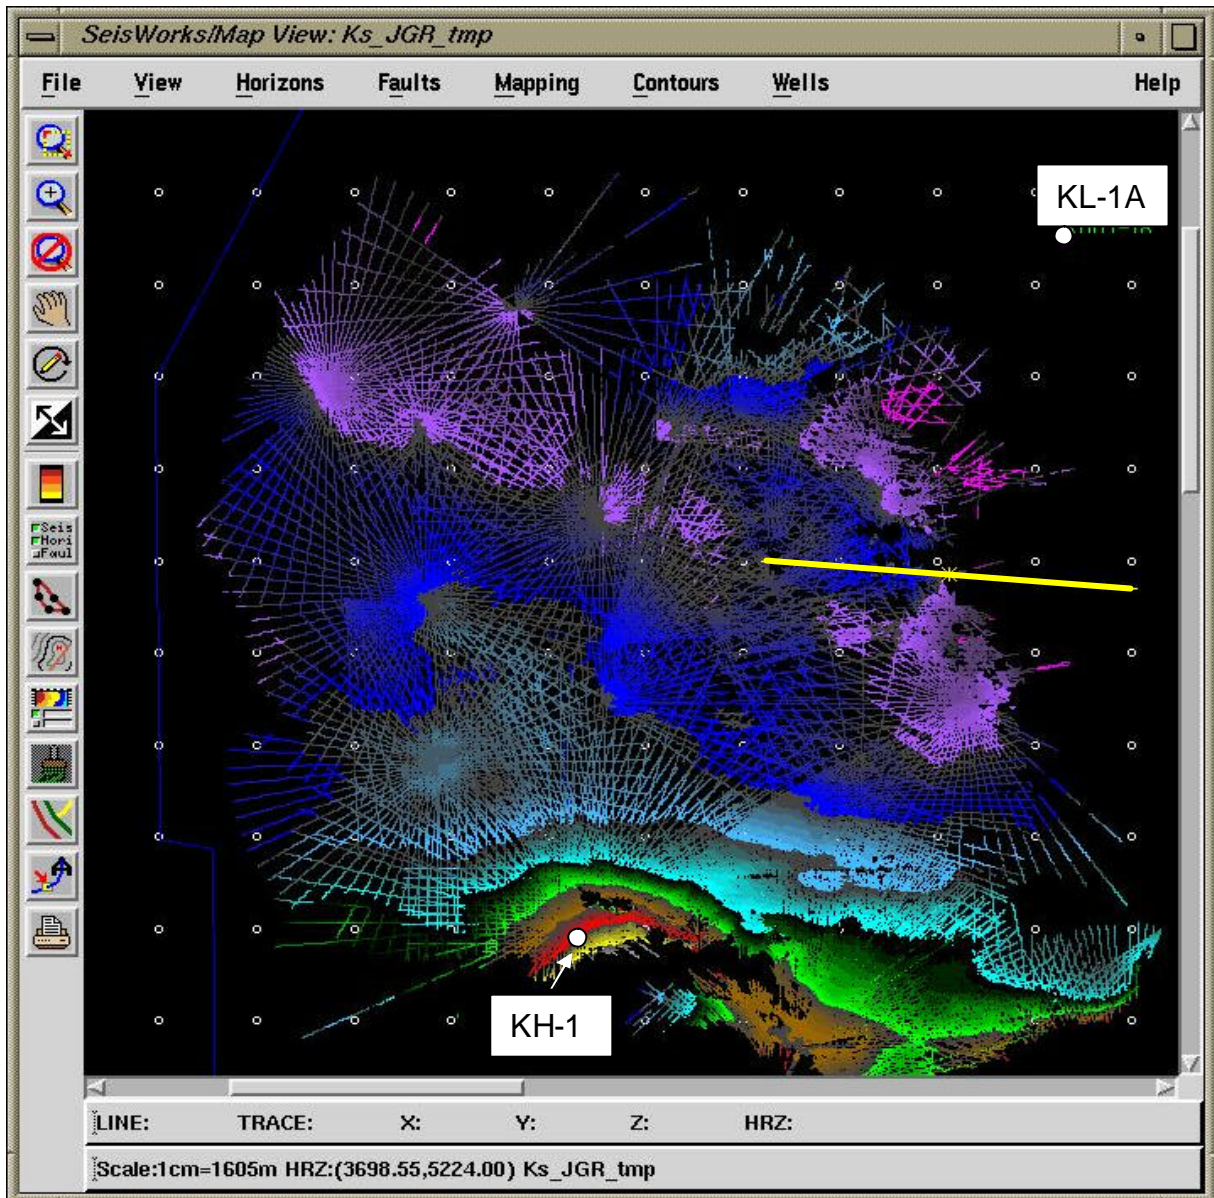 SeisWorks/Map View: Ks_JGR_tmp
File View Horizons Faults Mapping Contours Wells Help
KL-1A
Seis
Hori
Faul
KH-1
LINE: TRACE: X: Y: Z: HRZ:
Scale:1cm=1605m HRZ:(3698.55,5224.00) Ks_JGR_tmp